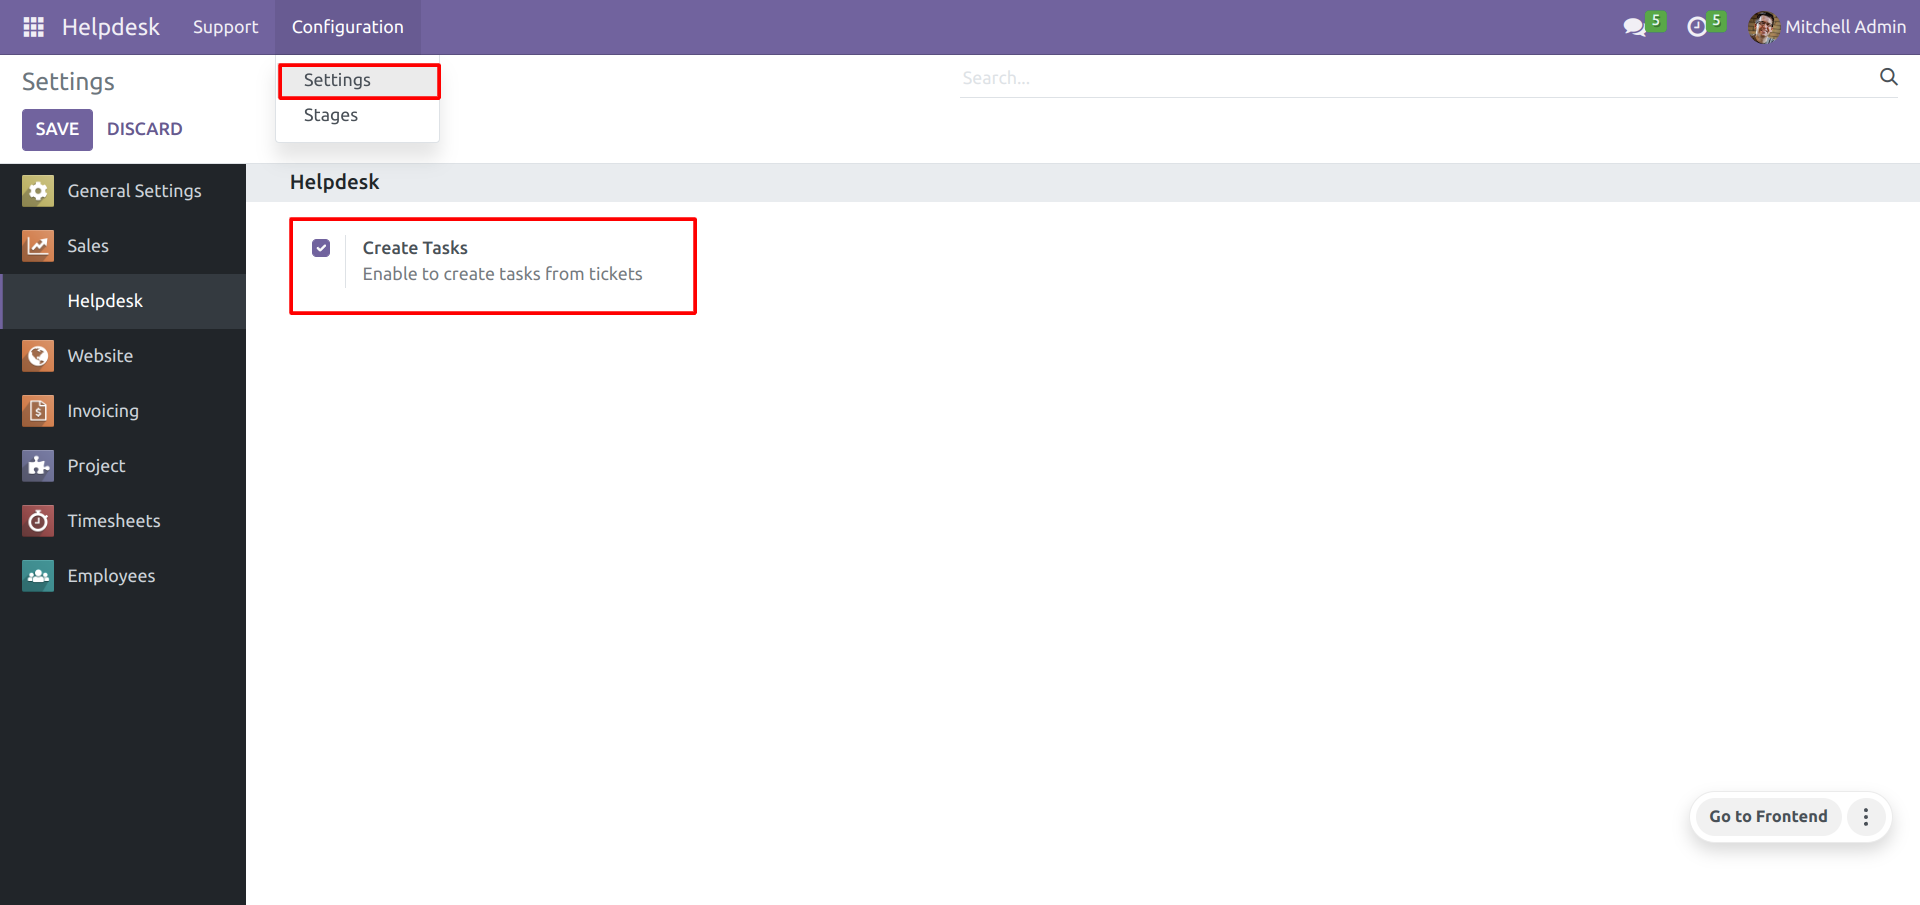 Helpdesk Support Configuration 5 5 Mitchell Admin
Settings
Settings
Stages
Search...
SAVE DISCARD
General Settings
Sales
Helpdesk
Website
Invoicing
Project
Timesheets
Employees
Helpdesk
Create Tasks
Enable to create tasks from tickets
Go to Frontend